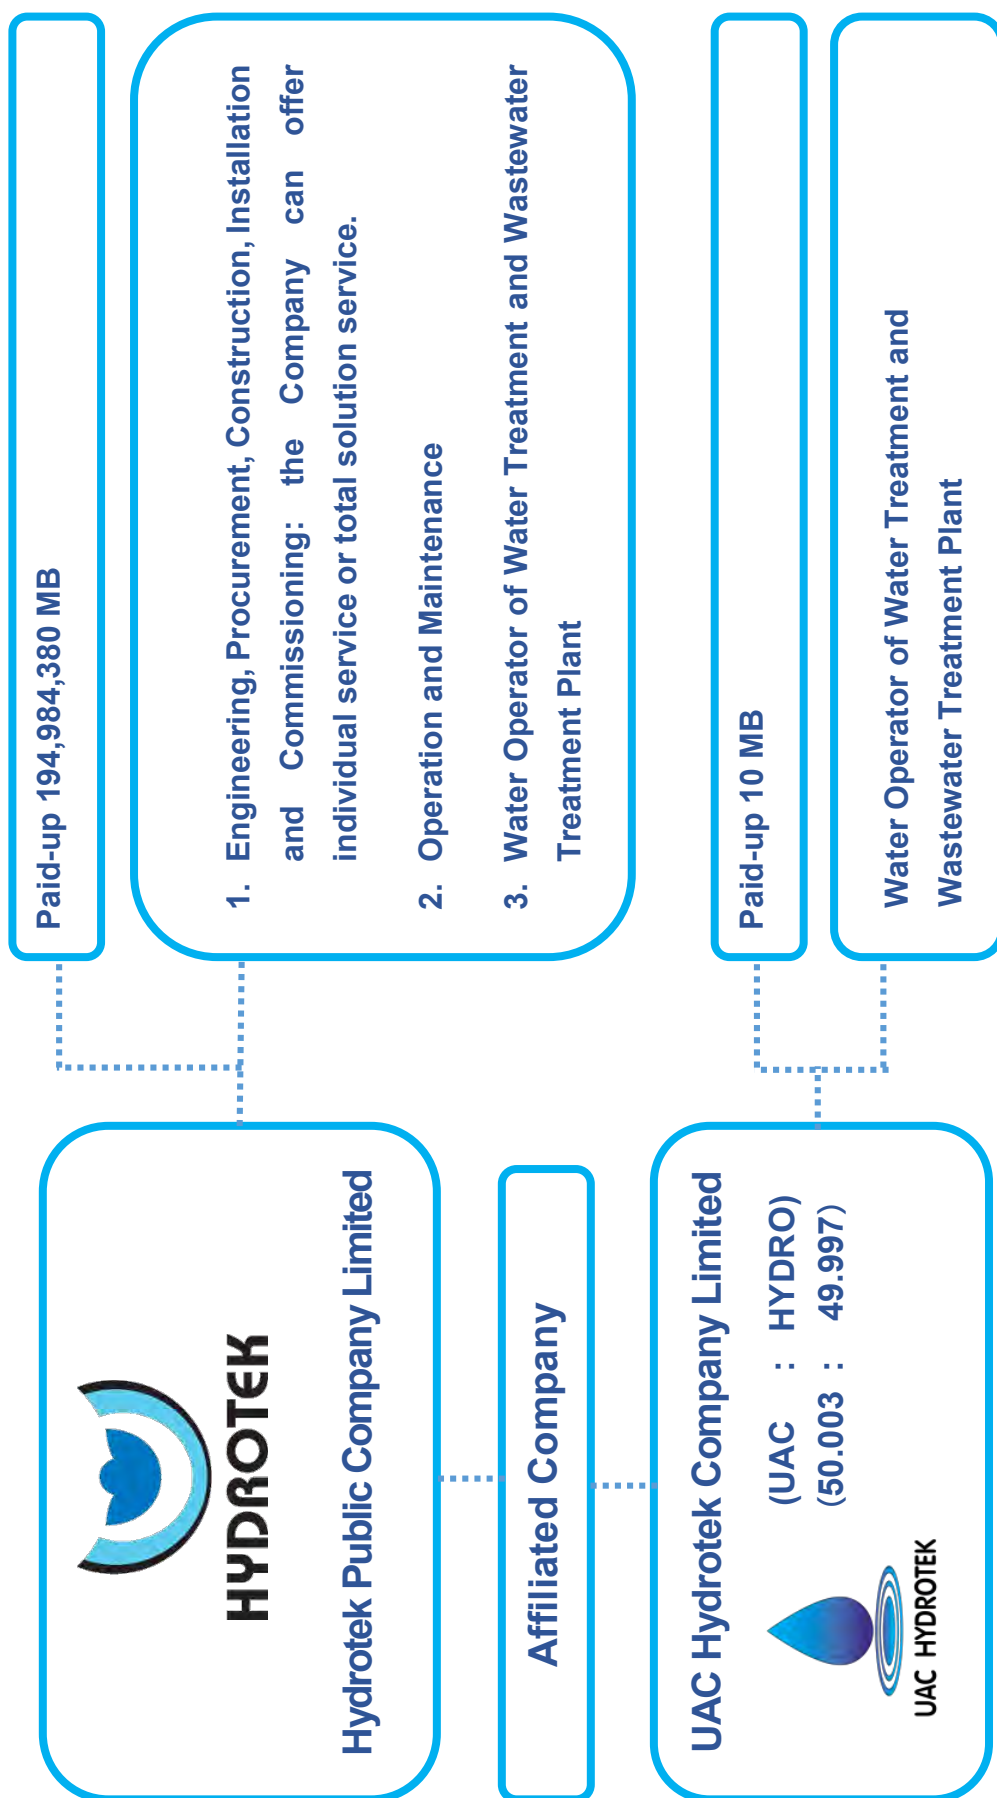 HYDROTEK
Hydrotek Public Company Limited
Paid-up 194,984,380 MB
1. Engineering, Procurement, Construction, Installation
and Commissioning: the Company can offer
individual service or total solution service.
2. Operation and Maintenance
3. Water Operator of Water Treatment and Wastewater
Treatment Plant
Affiliated Company
UAC Hydrotek Company Limited
(UAC : HYDRO)
(50.003 : 49.997)
UAC HYDROTEK
Paid-up 10 MB
Water Operator of Water Treatment and
Wastewater Treatment Plant